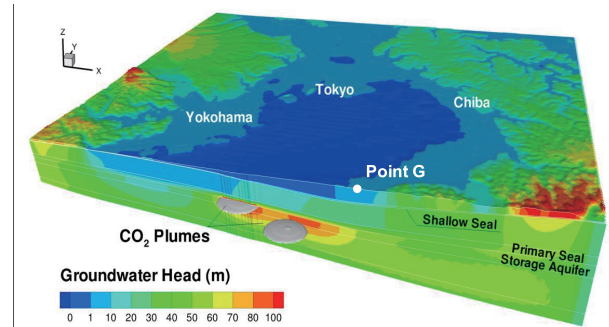 Z
Y
X
Tokyo
Yokohama
Chiba
Point G
Shallow Seal
CO₂ Plumes
Primary Seal
Storage Aquifer
Groundwater Head (m)
0 1 10 20 30 40 50 60 80 100